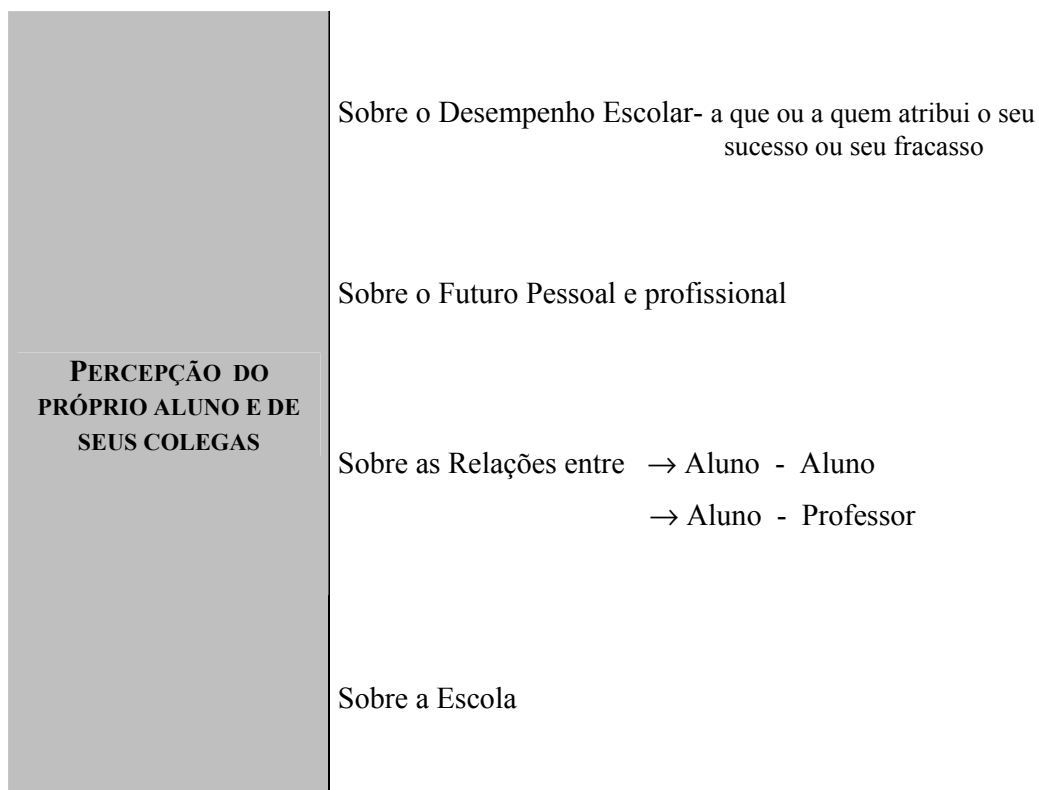 PERCEPÇÃO DO
PRÓPRIO ALUNO E DE
SEUS COLEGAS
Sobre o Desempenho Escolar- a que ou a quem atribui o seu
sucesso ou seu fracasso
Sobre o Futuro Pessoal e profissional
Sobre as Relações entre → Aluno - Aluno
→ Aluno - Professor
Sobre a Escola